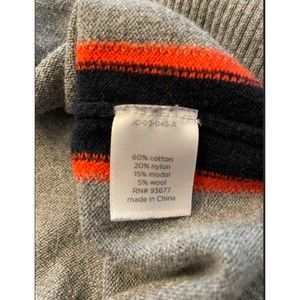 JC-03-045-A
60% cotton
20% nylon
15% modal
5% wool
RN# 93677
made in China